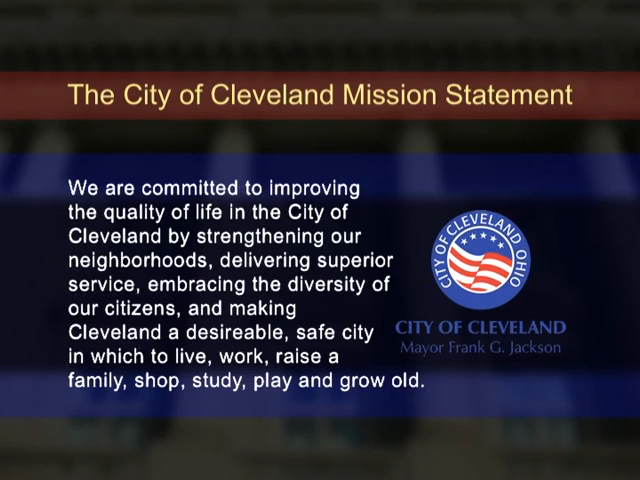 The City of Cleveland Mission Statement
We are committed to improving
the quality of life in the City of
Cleveland by strengthening our
neighborhoods, delivering superior
service, embracing the diversity of
our citizens, and making
Cleveland a desireable, safe city
in which to live, work, raise a
family, shop, study, play and grow old.
CITY OF CLEVELAND OHIO
CITY OF CLEVELAND
Mayor Frank G. Jackson